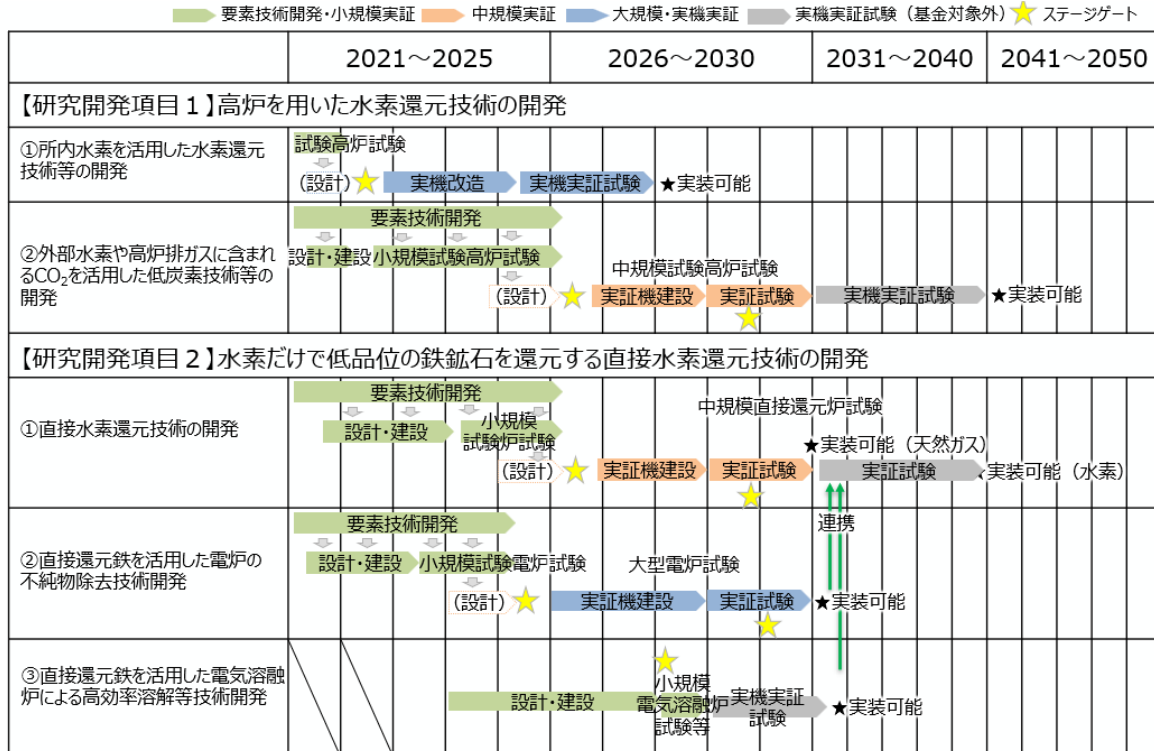 要素技術開発・小規模実証
中規模実証
大規模・実機実証
実機実証試験（基金対象外）
ステージゲート
2021～2025
2026～2030
2031～2040
2041～2050
【研究開発項目１】高炉を用いた水素還元技術の開発
①所内水素を活用した水素還元
技術等の開発
試験高炉試験
（設計）
実機改造
実機実証試験
★実装可能
②外部水素や高炉排ガスに含まれ
るCO₂を活用した低炭素技術等の
開発
要素技術開発
設計・建設
小規模試験高炉試験
（設計）
中規模試験高炉試験
実証機建設
実証試験
実機実証試験
★実装可能
【研究開発項目２】水素だけで低品位の鉄鉱石を還元する直接水素還元技術の開発
①直接水素還元技術の開発
要素技術開発
設計・建設
小規模
試験炉試験
（設計）
中規模直接還元炉試験
実証機建設
実証試験
★実装可能（天然ガス）
実証試験
★実装可能（水素）
連携
②直接還元鉄を活用した電炉の
不純物除去技術開発
要素技術開発
設計・建設
小規模試験電炉試験
（設計）
大型電炉試験
実証機建設
実証試験
★実装可能
③直接還元鉄を活用した電気溶融
炉による高効率溶解等技術開発
設計・建設
小規模
電気溶融炉
試験等
実機実証
試験
★実装可能